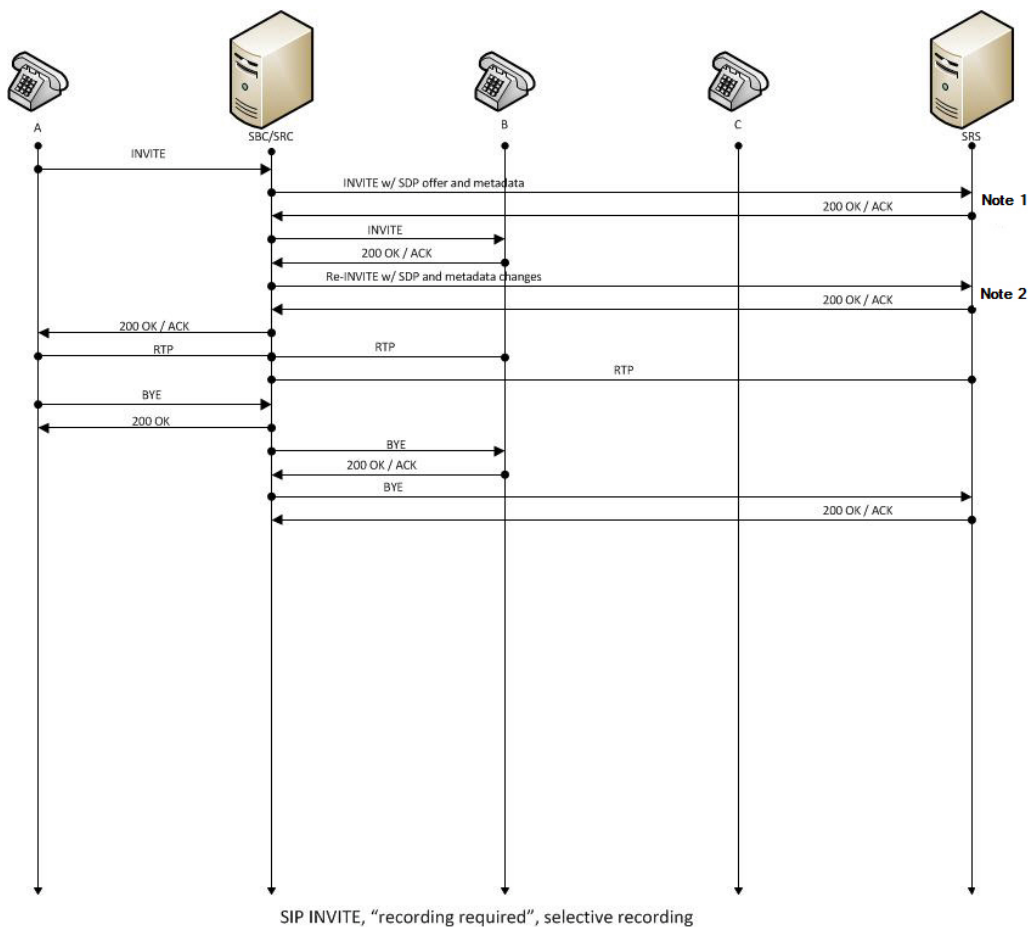 A
SBC/SRC
B
C
SRS
INVITE
INVITE w/ SDP offer and metadata
Note 1
200 OK / ACK
INVITE
200 OK / ACK
Re-INVITE w/ SDP and metadata changes
Note 2
200 OK / ACK
200 OK / ACK
RTP
RTP
RTP
BYE
200 OK
BYE
200 OK / ACK
BYE
200 OK / ACK
SIP INVITE, “recording required”, selective recording